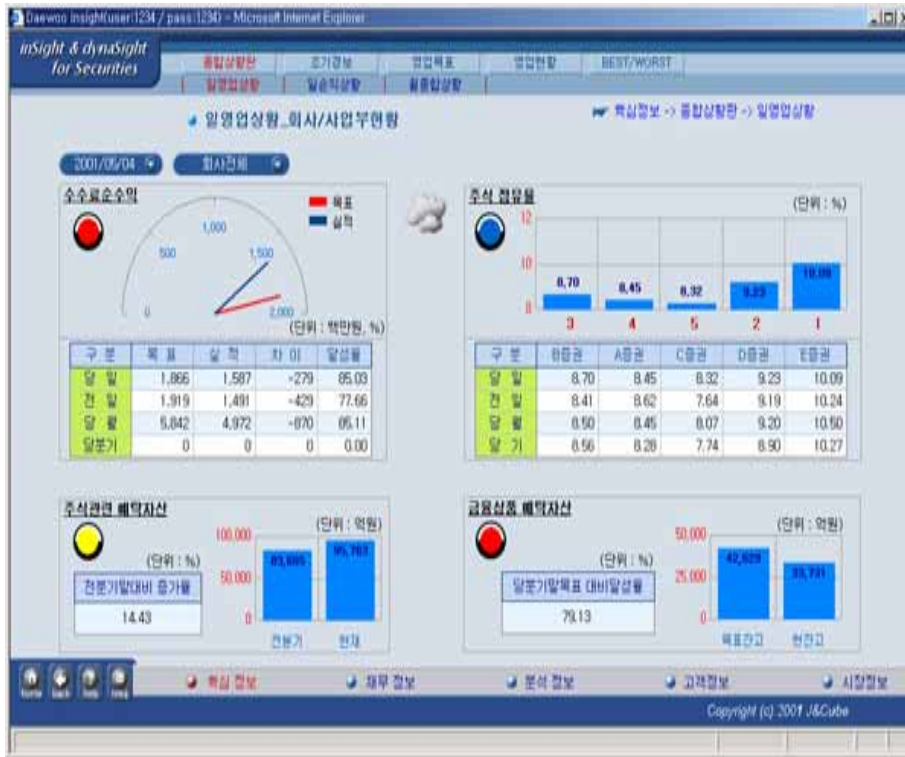 Daewoo insight(user:1234 / pass:1234) - Microsoft Internet Explorer
inSight & dynaSight
for Securities
종합상황판 조기경보 영업목표 영업현황 BEST/WORST
일영업상황 일손익상황 월종합상황
일영업상황_회사/사업부현황
핵심정보 -> 종합상황판 -> 일영업상황
2001/05/04 회사전체
수수료순수익
목표
실적
0 500 1,000 1,500 2,000
(단위 : 백만원, %)
구 분 목 표 실 적 차 이 달성률
당 일 1,866 1,587 -279 85.03
전 일 1,919 1,491 -429 77.66
당 월 5,842 4,972 -870 85.11
당분기 0 0 0 0.00
주식 점유율
(단위 : %)
12
10
8
8.70 8.45 8.32 9.23 10.09
3 4 5 2 1
구 분 B증권 A증권 C증권 D증권 E증권
당 일 8.70 8.45 8.32 9.23 10.09
전 일 8.41 8.62 7.64 9.19 10.24
당 월 8.50 8.45 8.07 9.20 10.50
당 기 8.56 8.28 7.74 8.90 10.27
주식관련 예탁자산
(단위 : %)
전분기말대비 증가율
14.43
(단위 : 억원)
100,000
50,000
0
전분기 현재
금융상품 예탁자산
(단위 : %)
당분기말목표 대비달성률
79.13
(단위 : 억원)
50,000
25,000
0
목표잔고 현잔고
핵심 정보 재무 정보 분석 정보 고객정보 시장정보
Copyright (c) 2001 J&Cube